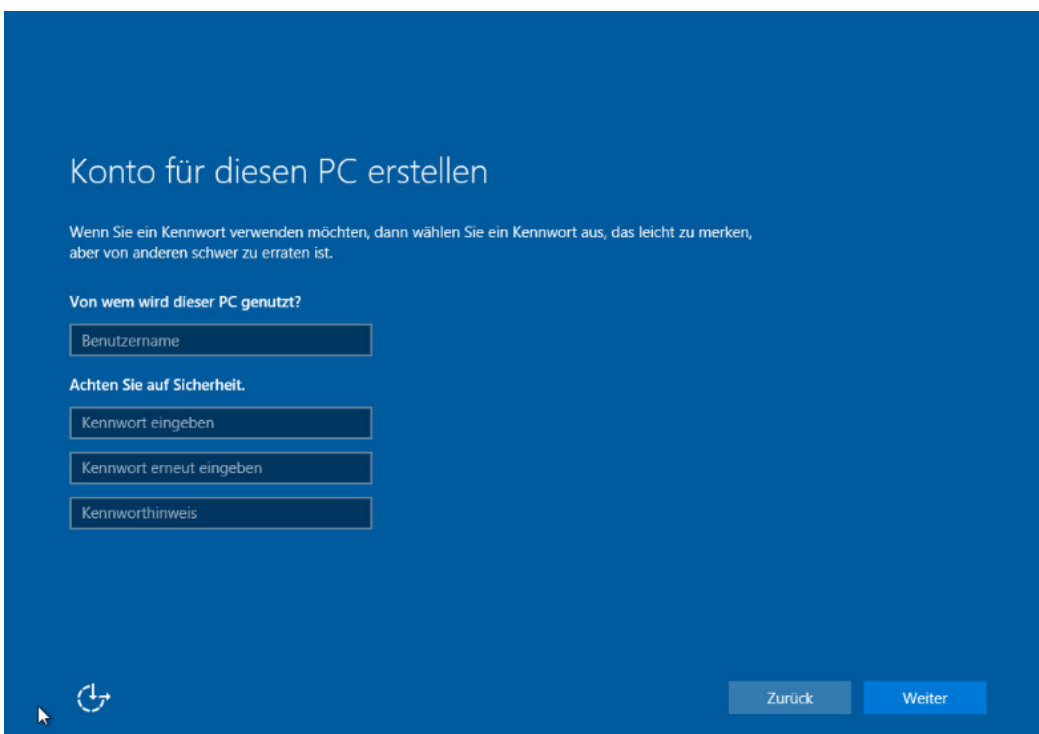 Konto für diesen PC erstellen
Wenn Sie ein Kennwort verwenden möchten, dann wählen Sie ein Kennwort aus, das leicht zu merken,
aber von anderen schwer zu erraten ist.
Von wem wird dieser PC genutzt?
Benutzername
Achten Sie auf Sicherheit.
Kennwort eingeben
Kennwort erneut eingeben
Kennworthinweis
Zurück
Weiter